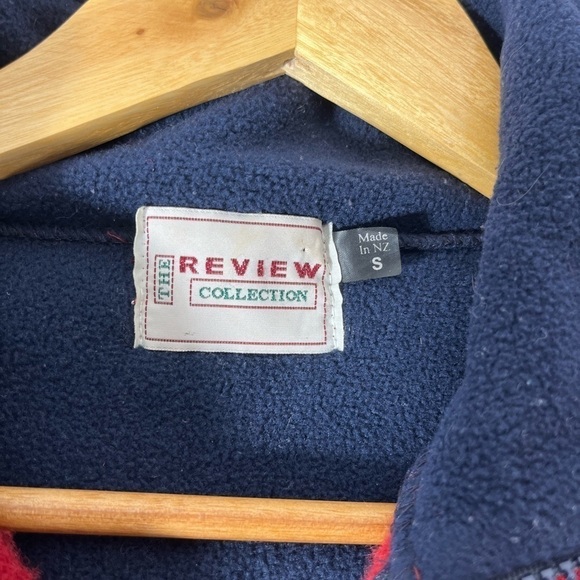 THE
REVIEW
COLLECTION
Made
In NZ
S